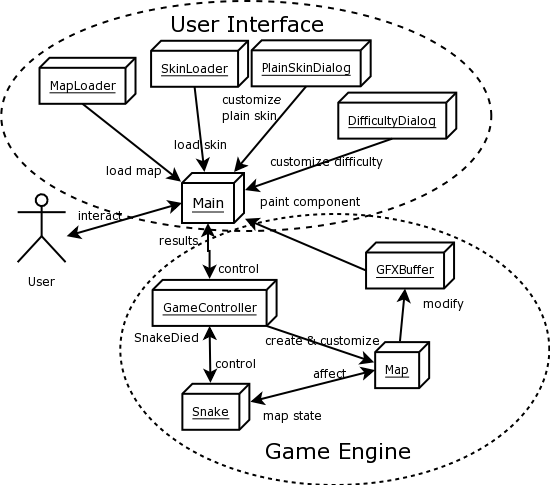 User Interface
SkinLoader
PlainSkinDialog
MapLoader
customize
plain skin
DifficultyDialog
load skin
load map
customize difficulty
Main
paint component
interact
results
User
control
GFXBuffer
GameController
modify
SnakeDied
create & customize
control
affect
Map
Snake
map state
Game Engine